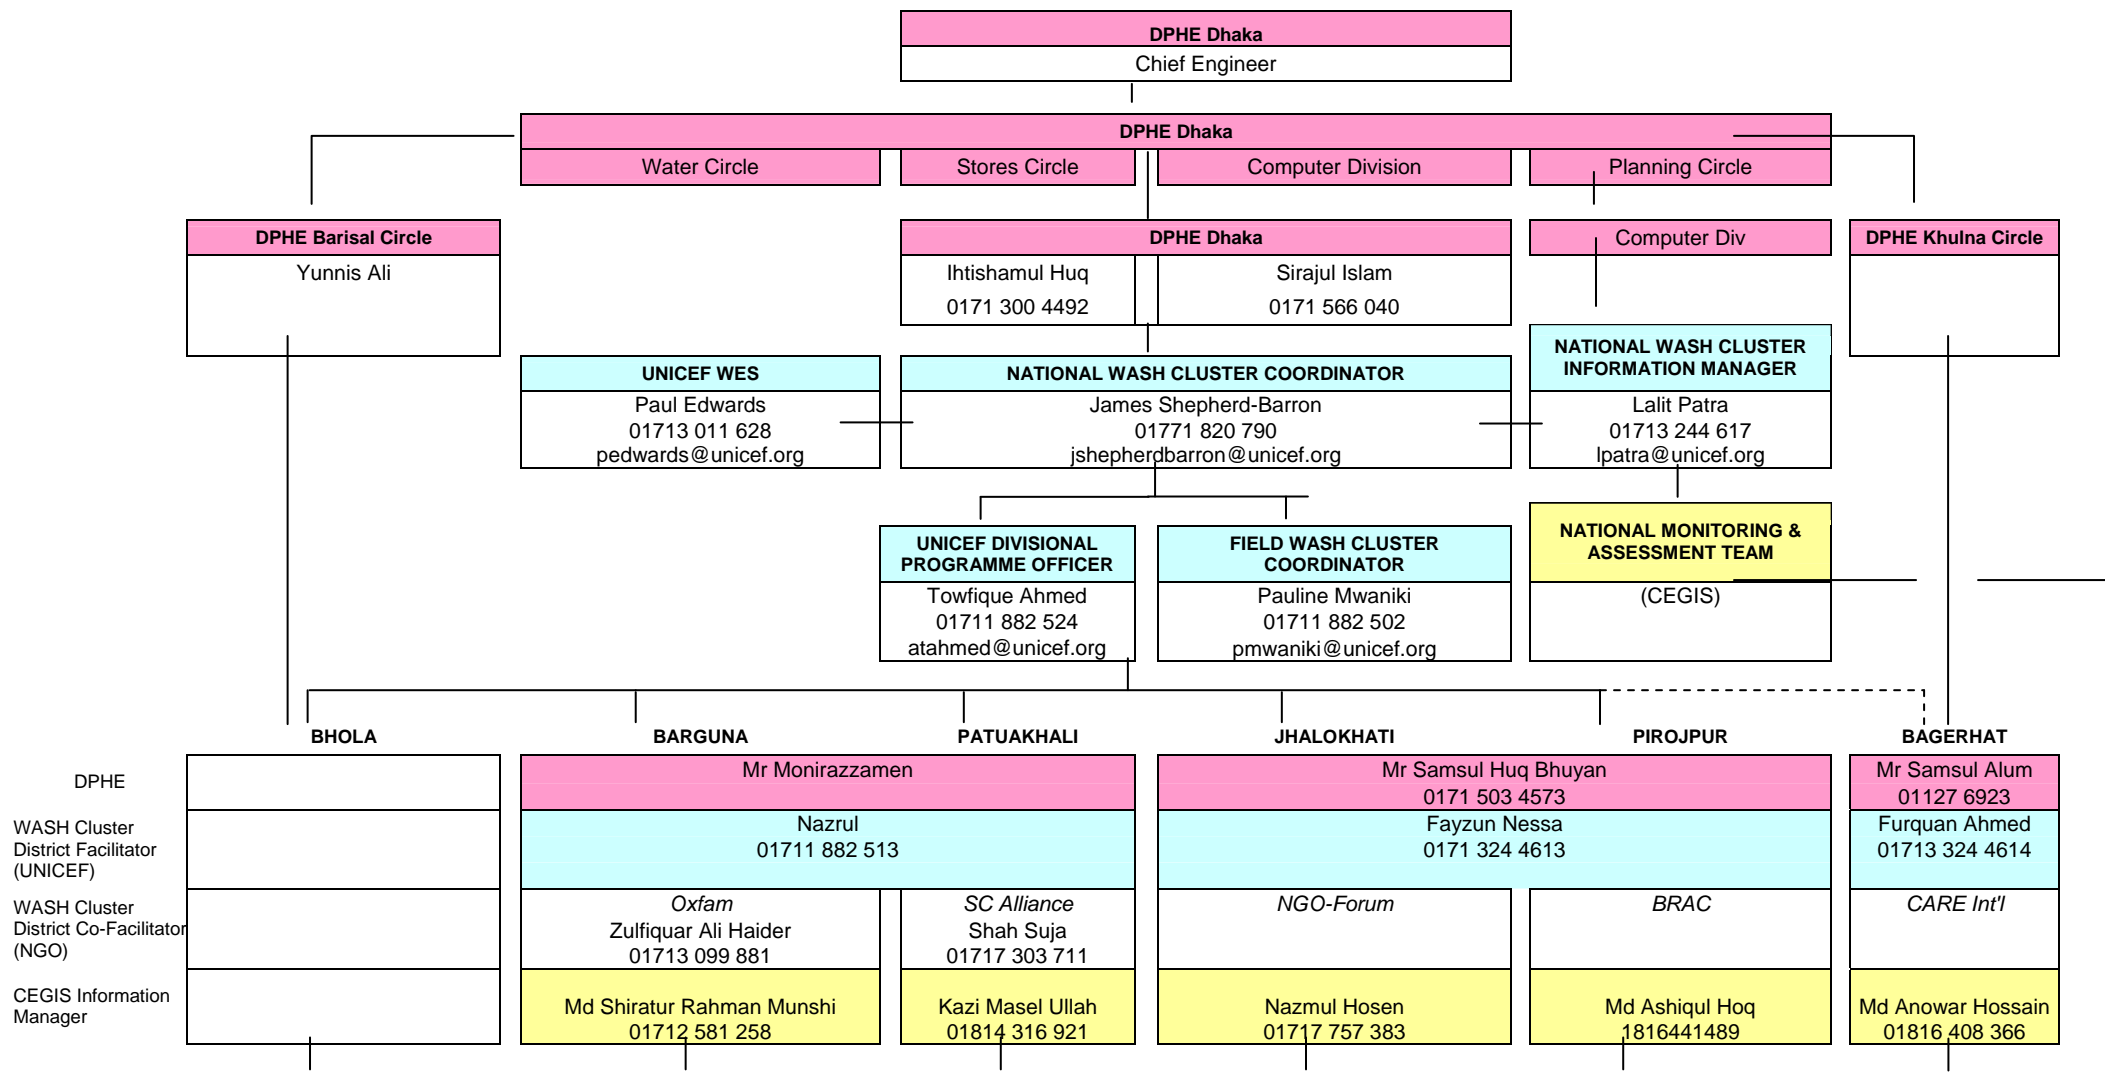 DPHE Dhaka
Chief Engineer
DPHE Dhaka
Water Circle
Stores Circle
Computer Division
Planning Circle
DPHE Barisal Circle
Yunnis Ali
DPHE Dhaka
Ihtishamul Huq
0171 300 4492
Sirajul Islam
0171 566 040
Computer Div
DPHE Khulna Circle
UNICEF WES
Paul Edwards
01713 011 628
pedwards@unicef.org
NATIONAL WASH CLUSTER COORDINATOR
James Shepherd-Barron
01771 820 790
jshepherdbarron@unicef.org
NATIONAL WASH CLUSTER
INFORMATION MANAGER
Lalit Patra
01713 244 617
lpatra@unicef.org
UNICEF DIVISIONAL
PROGRAMME OFFICER
Towfique Ahmed
01711 882 524
atahmed@unicef.org
FIELD WASH CLUSTER
COORDINATOR
Pauline Mwaniki
01711 882 502
pmwaniki@unicef.org
NATIONAL MONITORING &
ASSESSMENT TEAM
(CEGIS)
BHOLA
BARGUNA
PATUAKHALI
JHALOKHATI
PIROJPUR
BAGERHAT
DPHE
Mr Monirazzamen
Mr Samsul Huq Bhuyan
0171 503 4573
Mr Samsul Alum
01127 6923
WASH Cluster
District Facilitator
(UNICEF)
Nazrul
01711 882 513
Fayzun Nessa
0171 324 4613
Furquan Ahmed
01713 324 4614
WASH Cluster
District Co-Facilitator
(NGO)
Oxfam
Zulfiquar Ali Haider
01713 099 881
SC Alliance
Shah Suja
01717 303 711
NGO-Forum
BRAC
CARE Int'l
CEGIS Information
Manager
Md Shiratur Rahman Munshi
01712 581 258
Kazi Masel Ullah
01814 316 921
Nazmul Hosen
01717 757 383
Md Ashiqul Hoq
1816441489
Md Anowar Hossain
01816 408 366